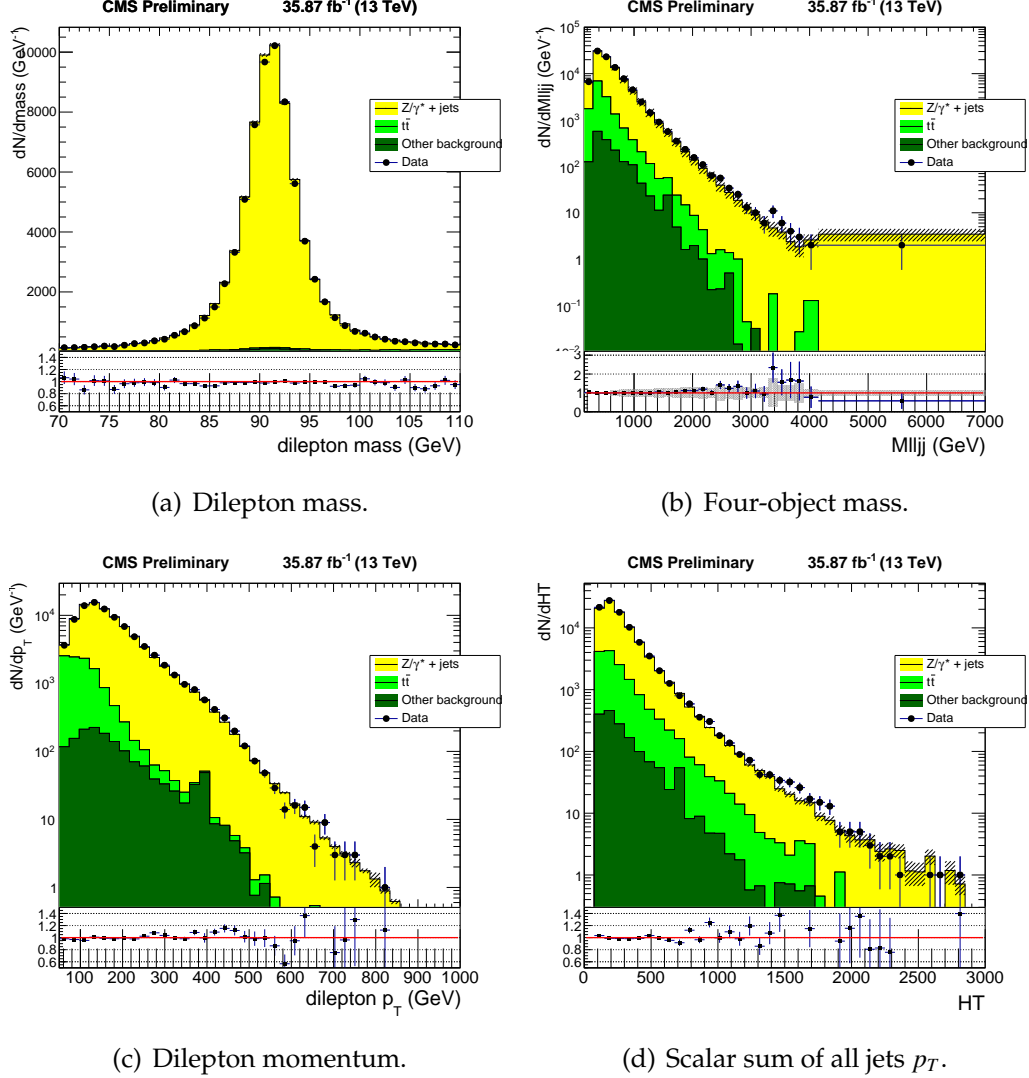 CMS Preliminary 35.87 fb⁻¹ (13 TeV)
dN/dmass (GeV)
10000
8000
6000
4000
2000
0
Z/γ* + jets
tt̄
Other background
Data
1.4
1.2
1
0.8
0.6
70 75 80 85 90 95 100 105 110
dilepton mass (GeV)
(a) Dilepton mass.
CMS Preliminary 35.87 fb⁻¹ (13 TeV)
dN/dMlljj (GeV⁻¹)
10⁵
10⁴
10³
10²
10
1
10⁻¹
10⁻²
Z/γ* + jets
tt̄
Other background
Data
3
2
1
0
1000 2000 3000 4000 5000 6000 7000
Mlljj (GeV)
(b) Four-object mass.
CMS Preliminary 35.87 fb⁻¹ (13 TeV)
dN/dp_T (GeV⁻¹)
10⁴
10³
10²
10
1
Z/γ* + jets
tt̄
Other background
Data
1.4
1.2
1
0.8
0.6
100 200 300 400 500 600 700 800 900 1000
dilepton p_T (GeV)
(c) Dilepton momentum.
CMS Preliminary 35.87 fb⁻¹ (13 TeV)
dN/dHT
10⁴
10³
10²
10
1
Z/γ* + jets
tt̄
Other background
Data
1.4
1.2
1
0.8
0.6
0 500 1000 1500 2000 2500 3000
HT
(d) Scalar sum of all jets p_T.